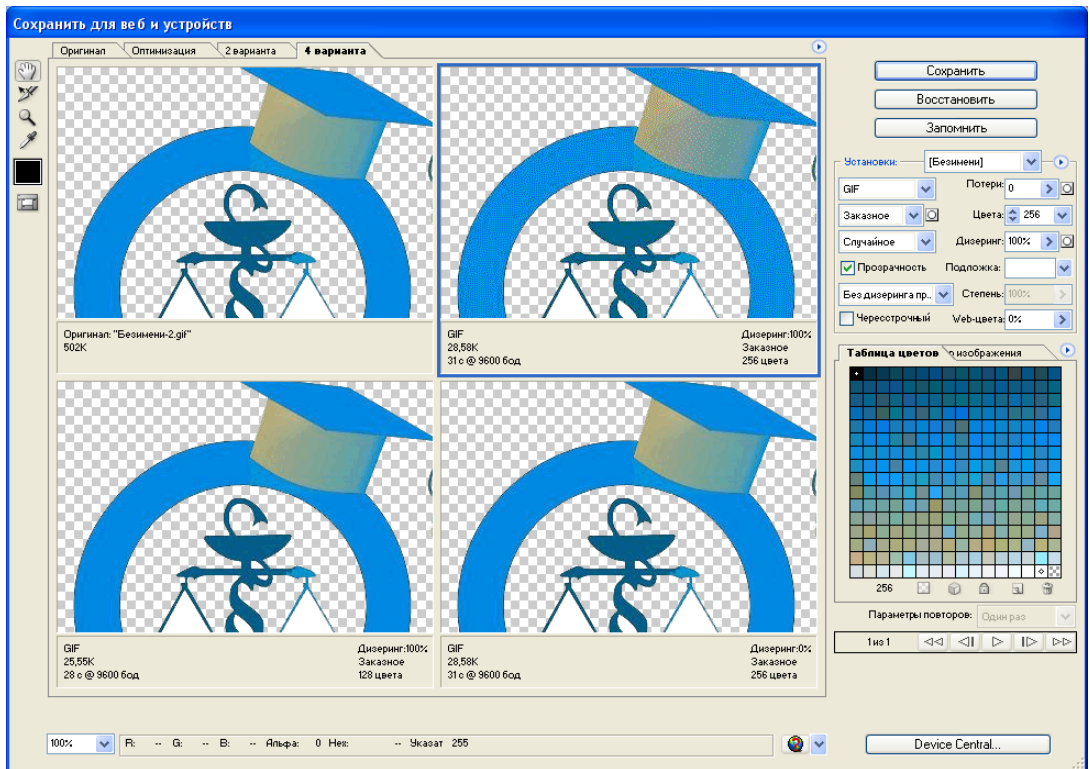 Сохранить для веб и устройств
Оригинал Оптимизация 2 варианта 4 варианта
Оригинал: "Безимени-2.gif"
502K
GIF Дизеринг:100%
28,58K Заказное
31 с @ 9600 бод 256 цвета
GIF Дизеринг:100%
25,55K Заказное
28 с @ 9600 бод 128 цвета
GIF Дизеринг:0%
28,58K Заказное
31 с @ 9600 бод 256 цвета
100% R: -- G: -- B: -- Альфа: 0 Hex: -- Указат 255
Сохранить
Восстановить
Запомнить
Установки: [Безимени]
GIF Потери: 0
Заказное Цвета: 256
Случайное Дизеринг: 100%
Прозрачность Подложка:
Без дизеринга пр.. Степень: 100%
Чересстрочный Web-цвета: 0%
Таблица цветов о изображения
256
Параметры повторов: Один раз
1 из 1
Device Central...